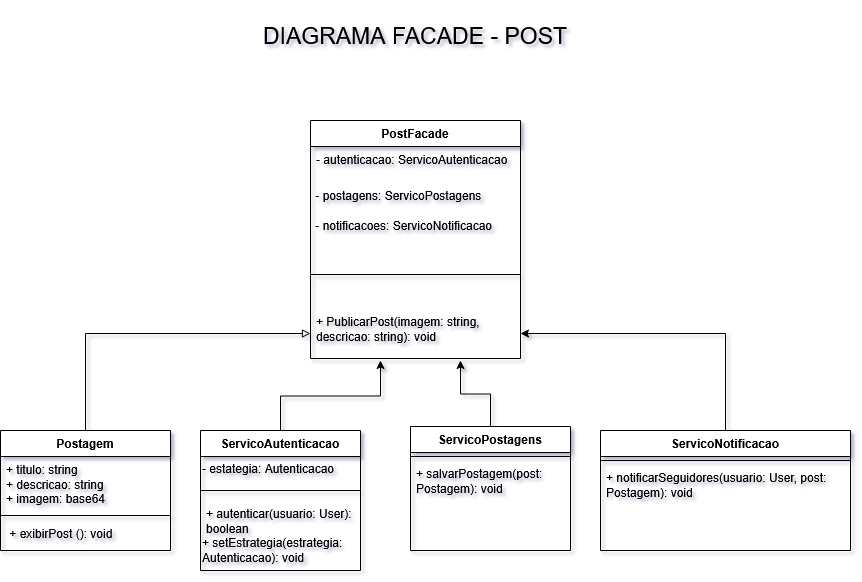 DIAGRAMA FACADE - POST
PostFacade
- autenticacao: ServicoAutenticacao
- postagens: ServicoPostagens
- notificacoes: ServicoNotificacao
+ PublicarPost(imagem: string,
descricao: string): void
Postagem
+ titulo: string
+ descricao: string
+ imagem: base64
+ exibirPost (): void
ServicoAutenticacao
- estategia: Autenticacao
+ autenticar(usuario: User):
boolean
+ setEstrategia(estrategia:
Autenticacao): void
ServicoPostagens
+ salvarPostagem(post:
Postagem): void
ServicoNotificacao
+ notificarSeguidores(usuario: User, post:
Postagem): void